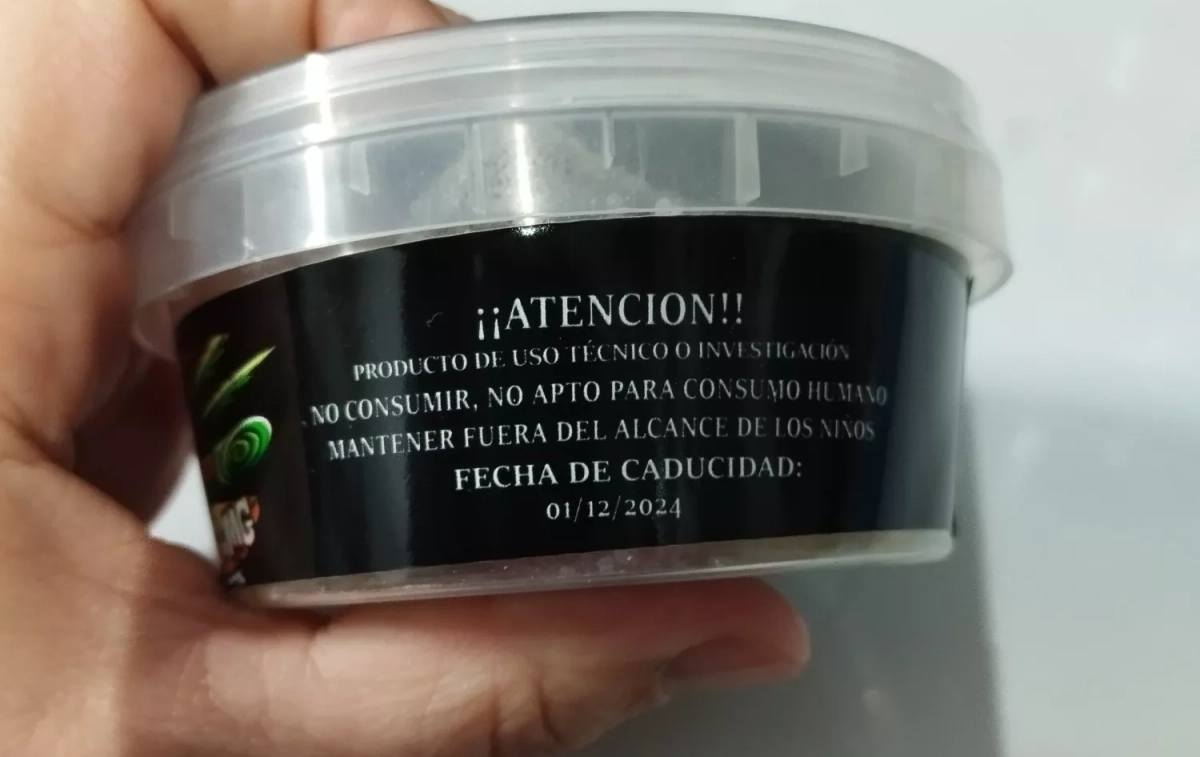 ¡¡ATENCION!!
PRODUCTO DE USO TÉCNICO O INVESTIGACIÓN
NO CONSUMIR, NO APTO PARA CONSUMO HUMANO
MANTENER FUERA DEL ALCANCE DE LOS NIÑOS
FECHA DE CADUCIDAD:
01/12/2024